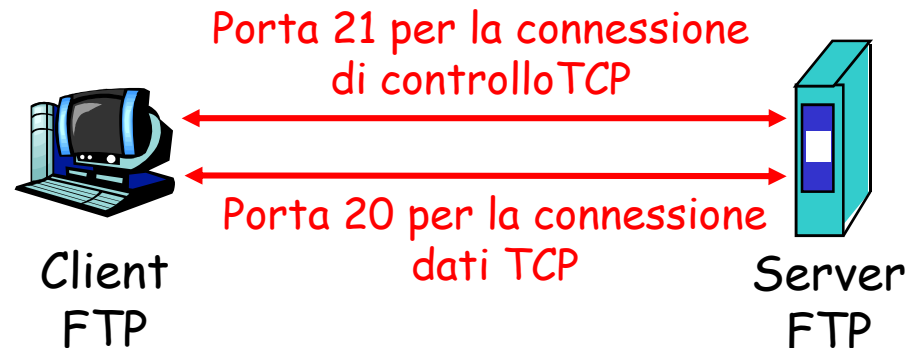 Porta 21 per la connessione
di controlloTCP
Porta 20 per la connessione
dati TCP
Client
FTP
Server
FTP